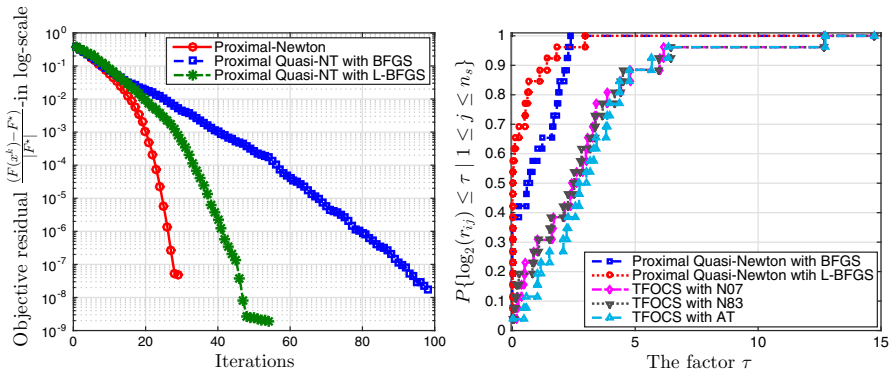 Objective residual (F(x^k)−F^⋆)/|F^⋆|-in log-scale
10^0
10^-1
10^-2
10^-3
10^-4
10^-5
10^-6
10^-7
10^-8
10^-9
Proximal-Newton
Proximal Quasi-NT with BFGS
Proximal Quasi-NT with L-BFGS
0 20 40 60 80 100
Iterations
P{log_2(r_ij) ≤ τ | 1 ≤ j ≤ n_s}
1
0.9
0.8
0.7
0.6
0.5
0.4
0.3
0.2
0.1
0
Proximal Quasi-Newton with BFGS
Proximal Quasi-Newton with L-BFGS
TFOCS with N07
TFOCS with N83
TFOCS with AT
0 5 10 15
The factor τ